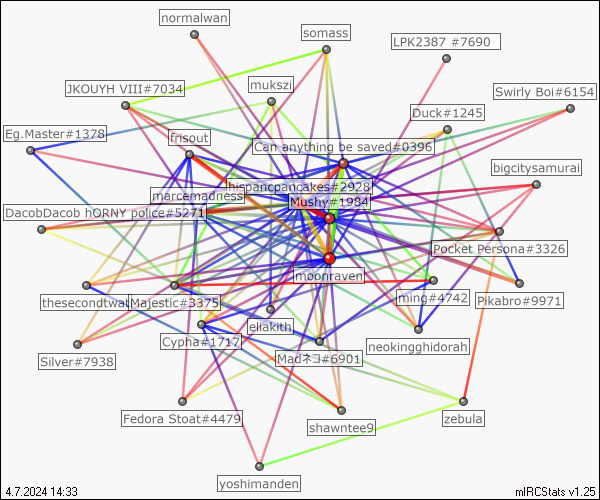 normalwan
somass
LPK2387 #7690
JKOUYH VIII#7034
mukszi
Swirly Boi#6154
Duck#1245
Eg.Master#1378
frisout
Can anything be saved#0396
bigcitysamurai
hispancpancakes#2928
marcemadness
Mushy#1984
DacobDacob hORNY police#5271
Pocket Persona#3326
moonraven
thesecondtwai
Majestic#3375
ming#4742
Pikabro#9971
eliakith
Cypha#1717
neokingghidorah
Silver#7938
Madネコ#6901
Fedora Stoat#4479
shawntee9
zebula
yoshimanden
4.7.2024 14:33
mIRCStats v1.25